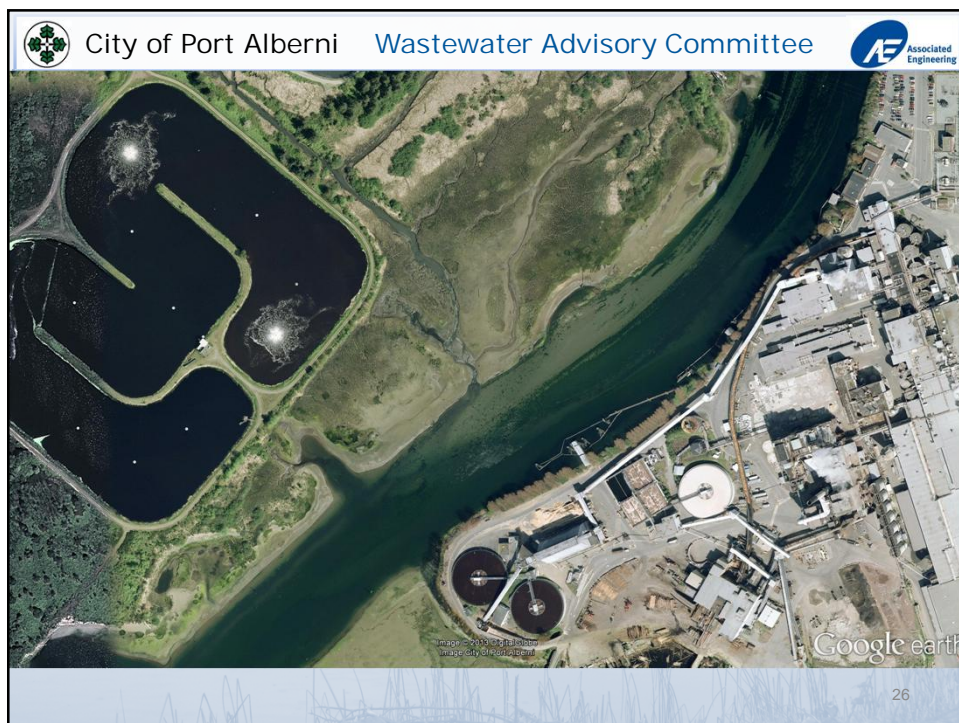 City of Port Alberni Wastewater Advisory Committee
Associated
Engineering
Image © 2013 DigitalGlobe
Image City of Port Alberni
Google earth
26